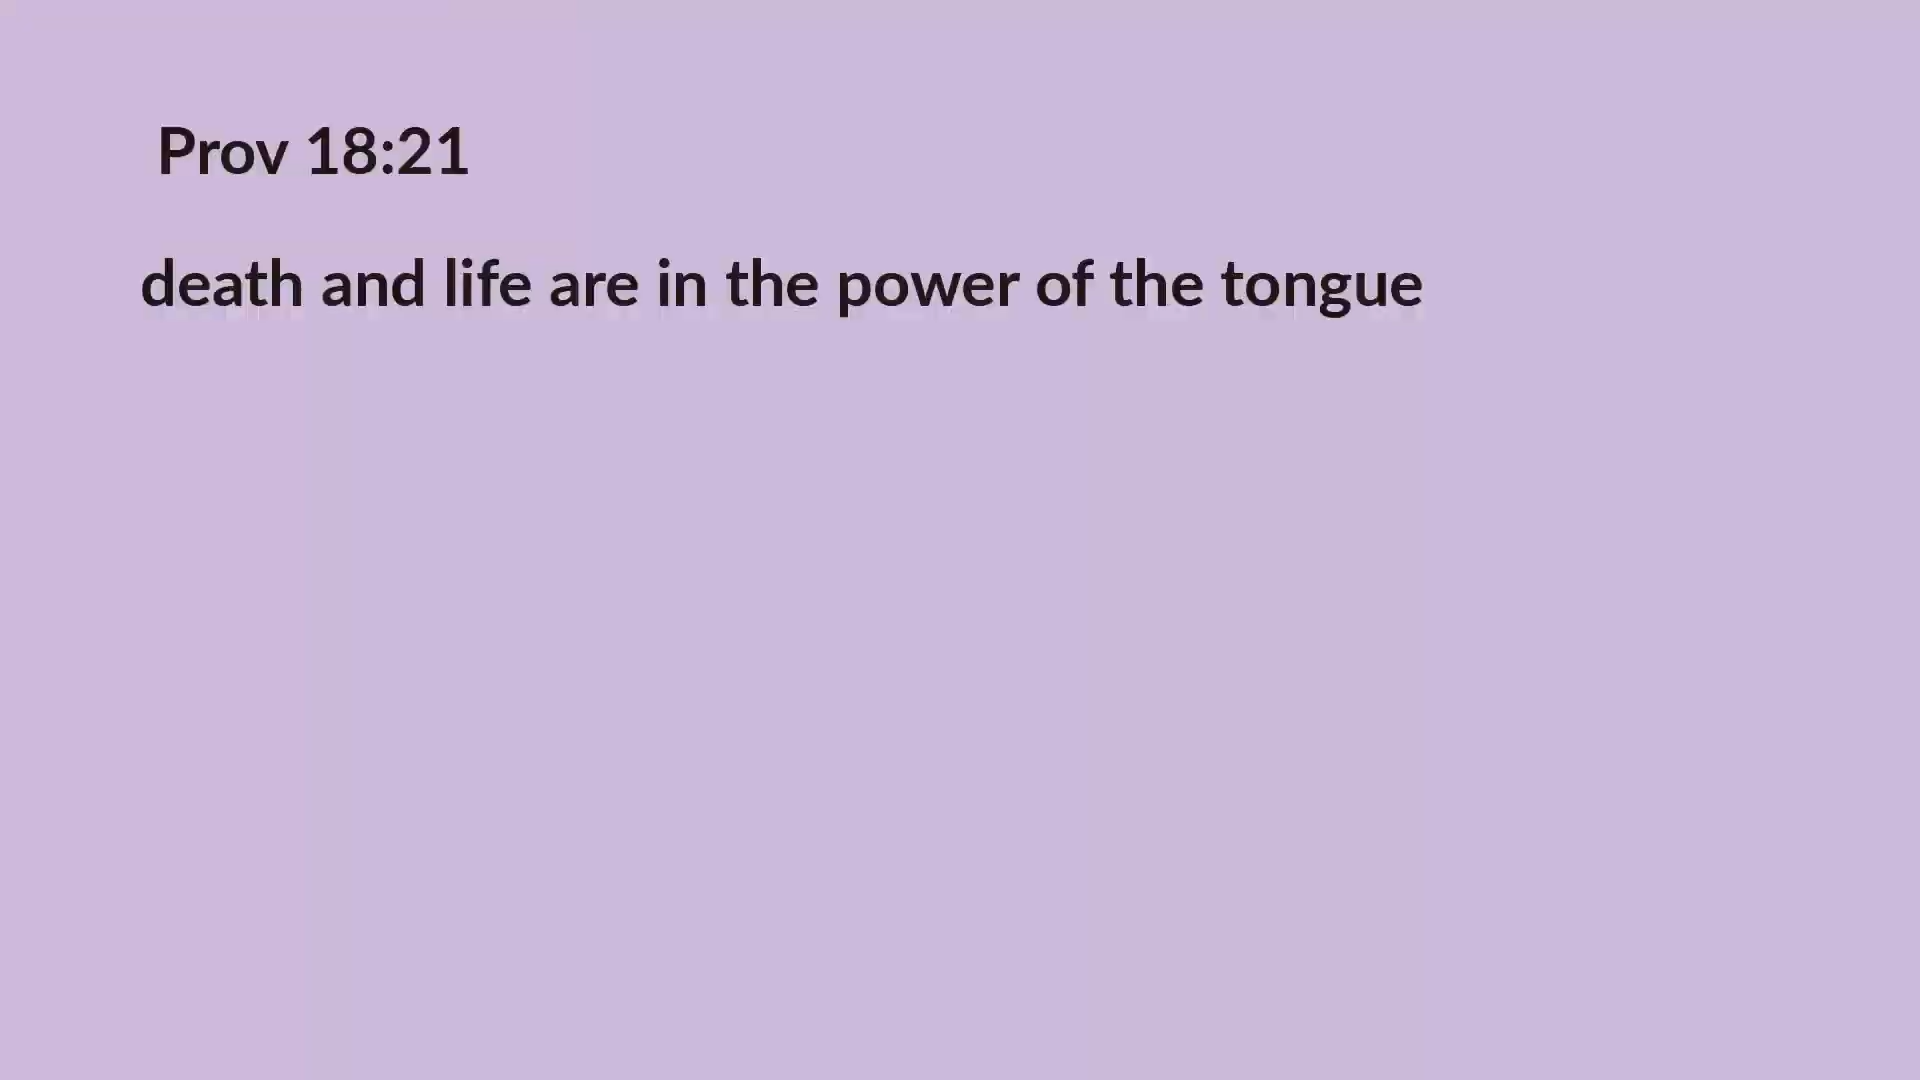 Prov 18:21
death and life are in the power of the tongue